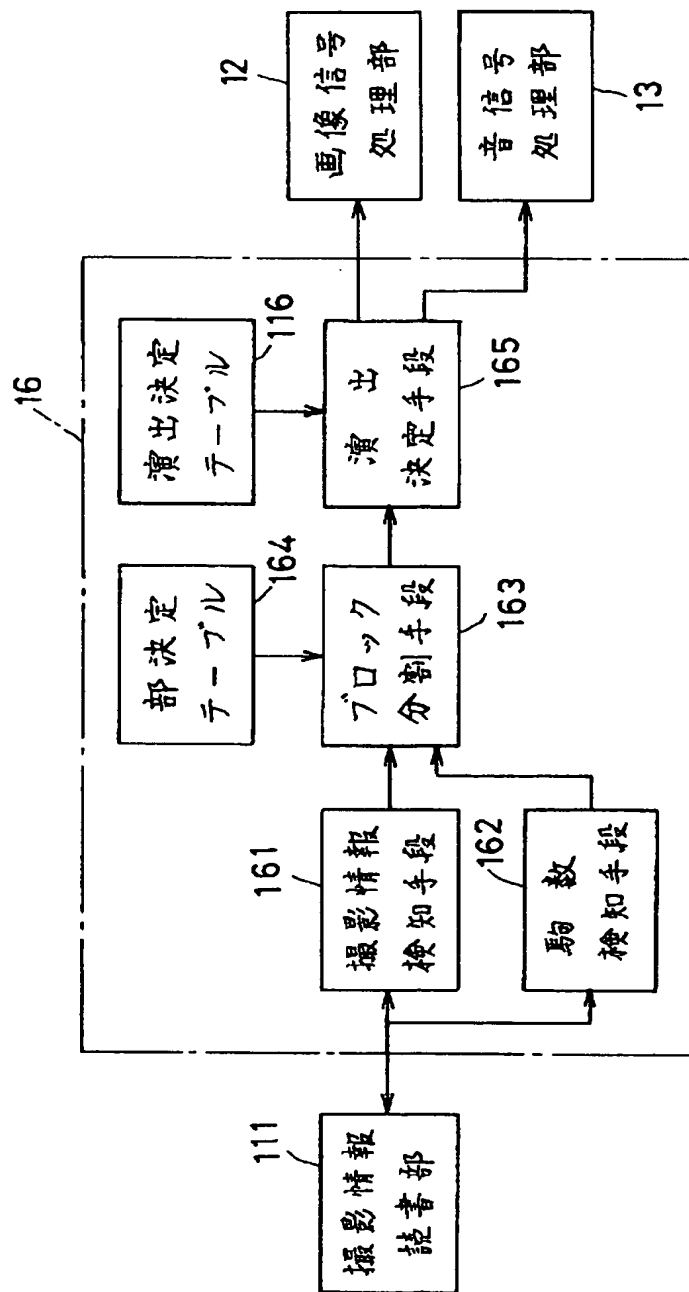 16
111
撮影情報
読書部
161
撮影情報
検知手段
162
駒数
検知手段
部決定
テーブル
164
ブロック
分割手段
163
演出決定
テーブル
116
演出
決定手段
165
12
画像信号
処理部
音信号
処理部
13